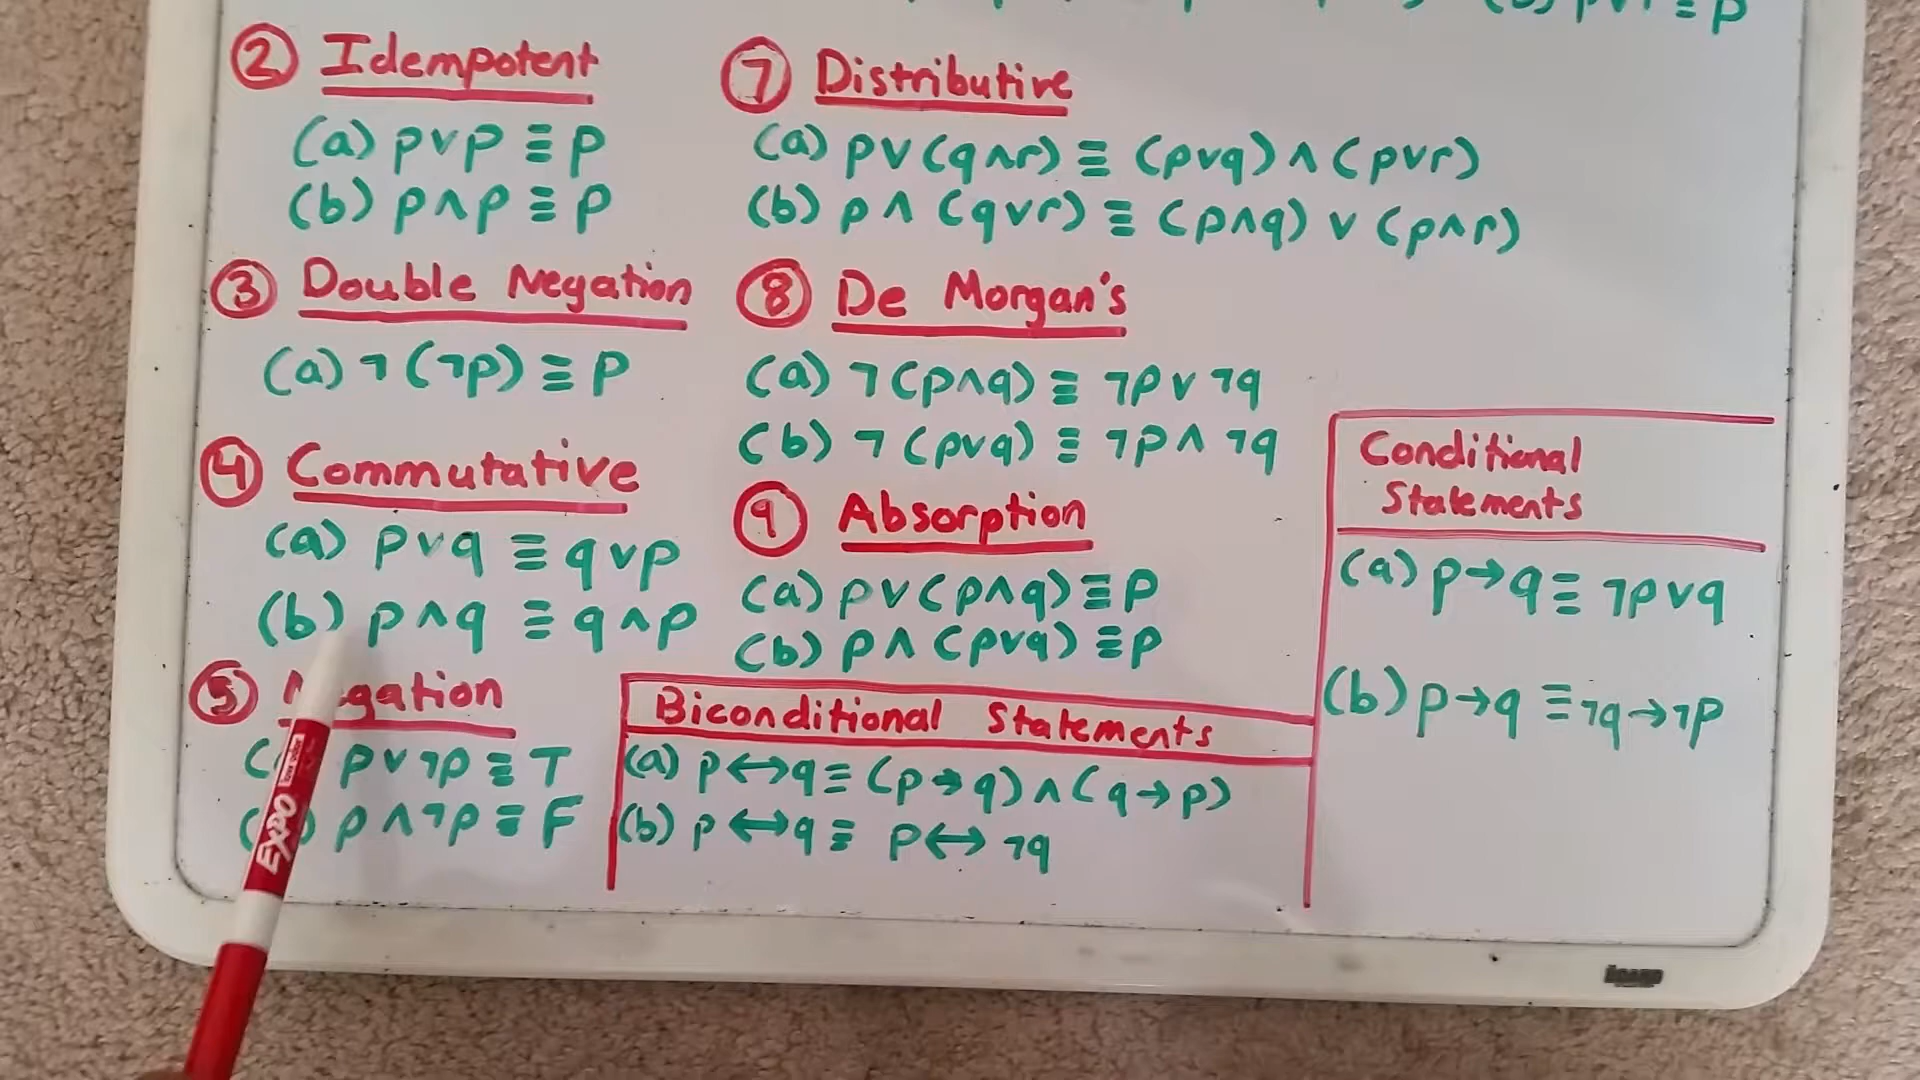 ② Idempotent
(a) p∨p ≡ p
(b) p∧p ≡ p
③ Double Negation
(a) ¬(¬p) ≡ p
④ Commutative
(a) p∨q ≡ q∨p
(b) p∧q ≡ q∧p
⑤ Negation
p∨¬p ≡ T
p∧¬p ≡ F
⑦ Distributive
(a) p∨(q∧r) ≡ (p∨q)∧(p∨r)
(b) p∧(q∨r) ≡ (p∧q)∨(p∧r)
⑧ De Morgan's
(a) ¬(p∧q) ≡ ¬p∨¬q
(b) ¬(p∨q) ≡ ¬p∧¬q
⑨ Absorption
(a) p∨(p∧q) ≡ p
(b) p∧(p∨q) ≡ p
Biconditional Statements
(a) p↔q ≡ (p→q)∧(q→p)
(b) p↔q ≡ p↔¬q
Conditional
Statements
(a) p→q ≡ ¬p∨q
(b) p→q ≡ ¬q→¬p
EXPO